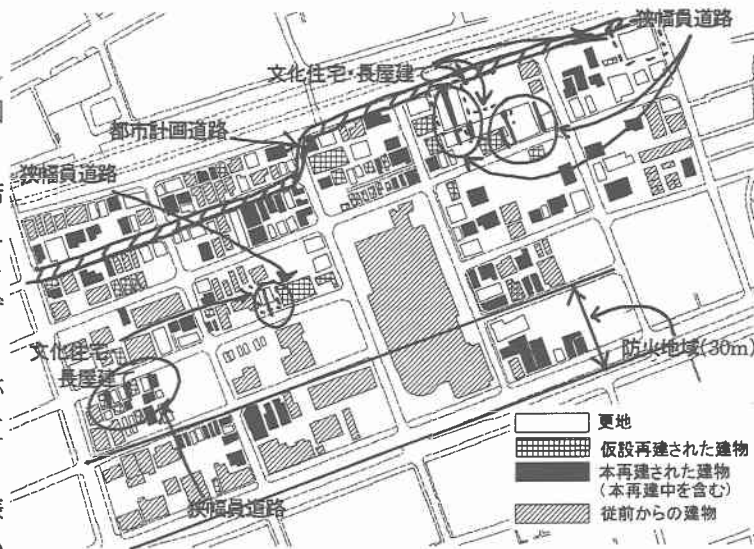 狭幅員道路
文化住宅・長屋建
都市計画道路
狭幅員道路
文化住宅、
長屋建て
防火地域(30m)
狭幅員道路
更地
仮設再建された建物
本再建された建物
(本再建中を含む)
従前からの建物